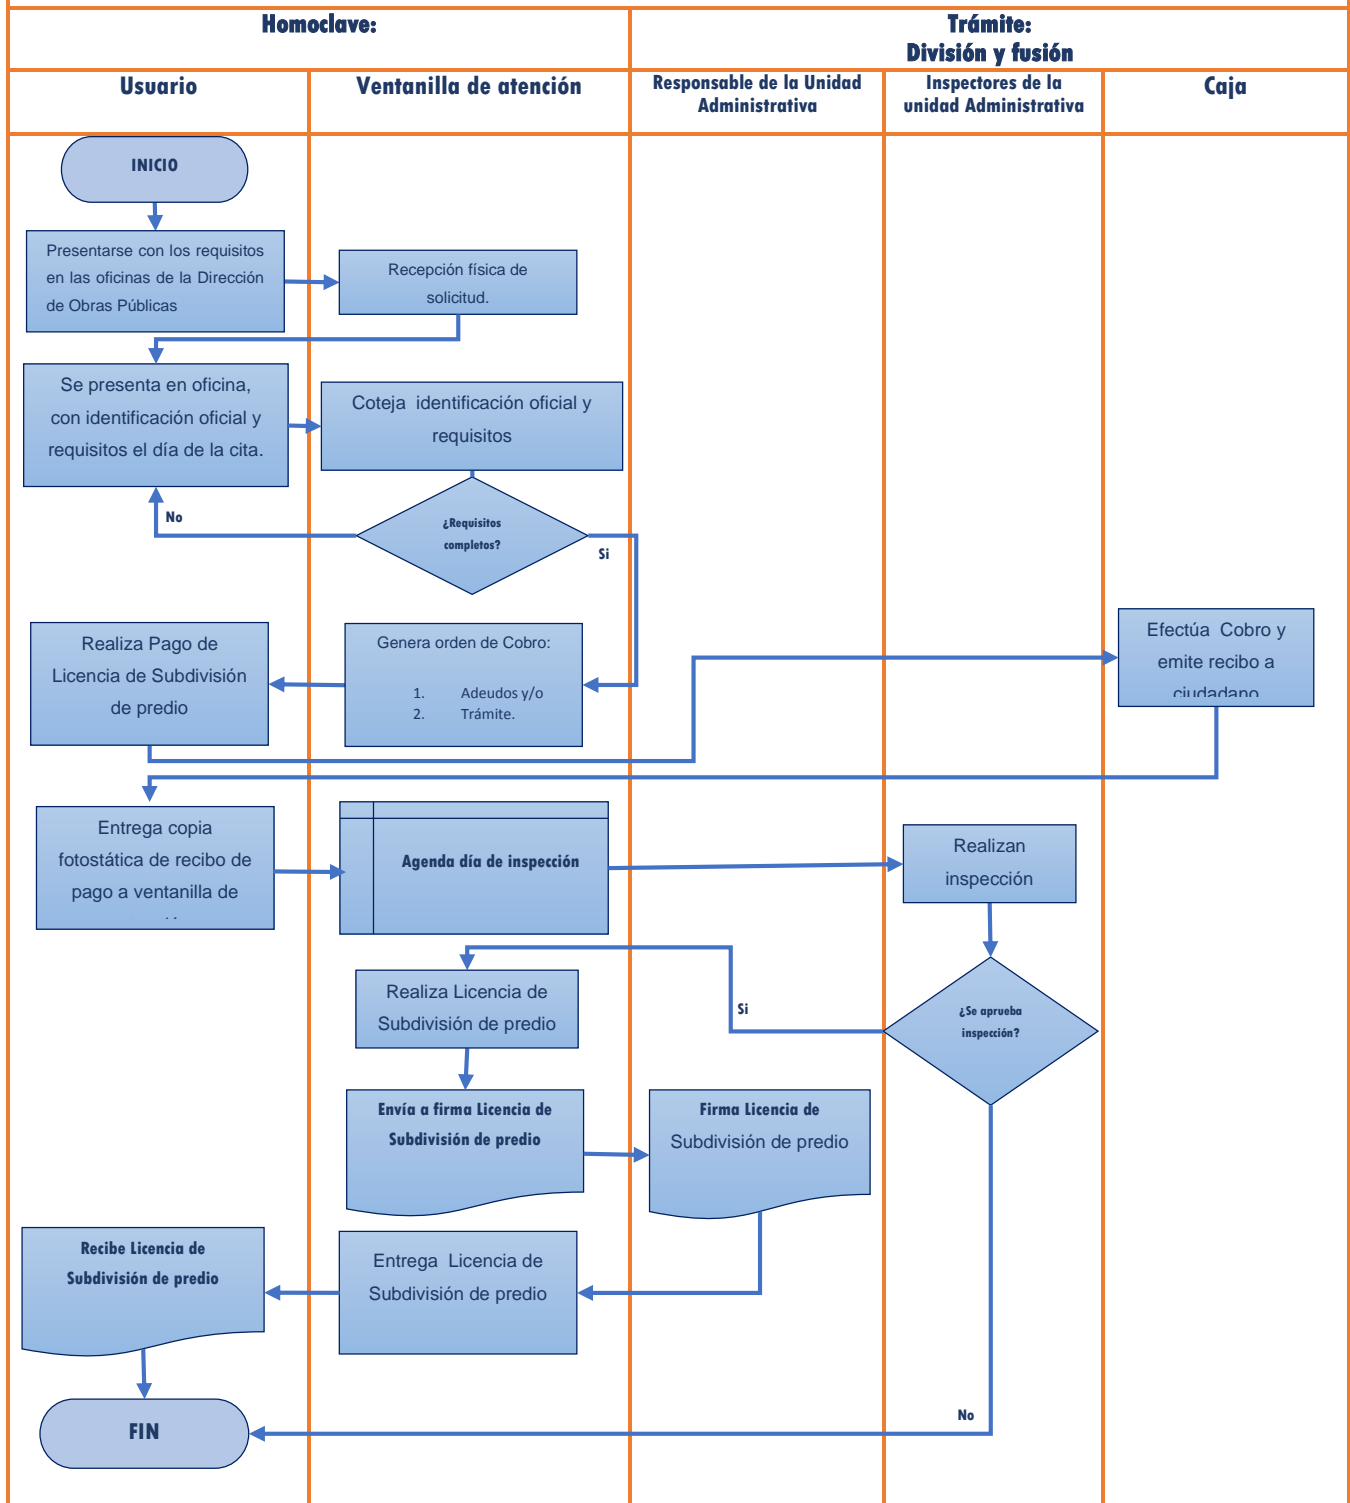 Homoclave:
Trámite:
División y fusión
Usuario
Ventanilla de atención
Responsable de la Unidad
Administrativa
Inspectores de la
unidad Administrativa
Caja
INICIO
Presentarse con los requisitos
en las oficinas de la Dirección
de Obras Públicas
Recepción física de
solicitud.
Se presenta en oficina,
con identificación oficial y
requisitos el día de la cita.
Coteja identificación oficial y
requisitos
¿Requisitos
completos?
No
Si
Genera orden de Cobro:
1. Adeudos y/o
2. Trámite.
Realiza Pago de
Licencia de Subdivisión
de predio
Efectúa Cobro y
emite recibo a
ciudadano
Entrega copia
fotostática de recibo de
pago a ventanilla de
Agenda día de inspección
Realizan
inspección
¿Se aprueba
inspección?
Si
Realiza Licencia de
Subdivisión de predio
Envía a firma Licencia de
Subdivisión de predio
Firma Licencia de
Subdivisión de predio
Entrega Licencia de
Subdivisión de predio
Recibe Licencia de
Subdivisión de predio
No
FIN